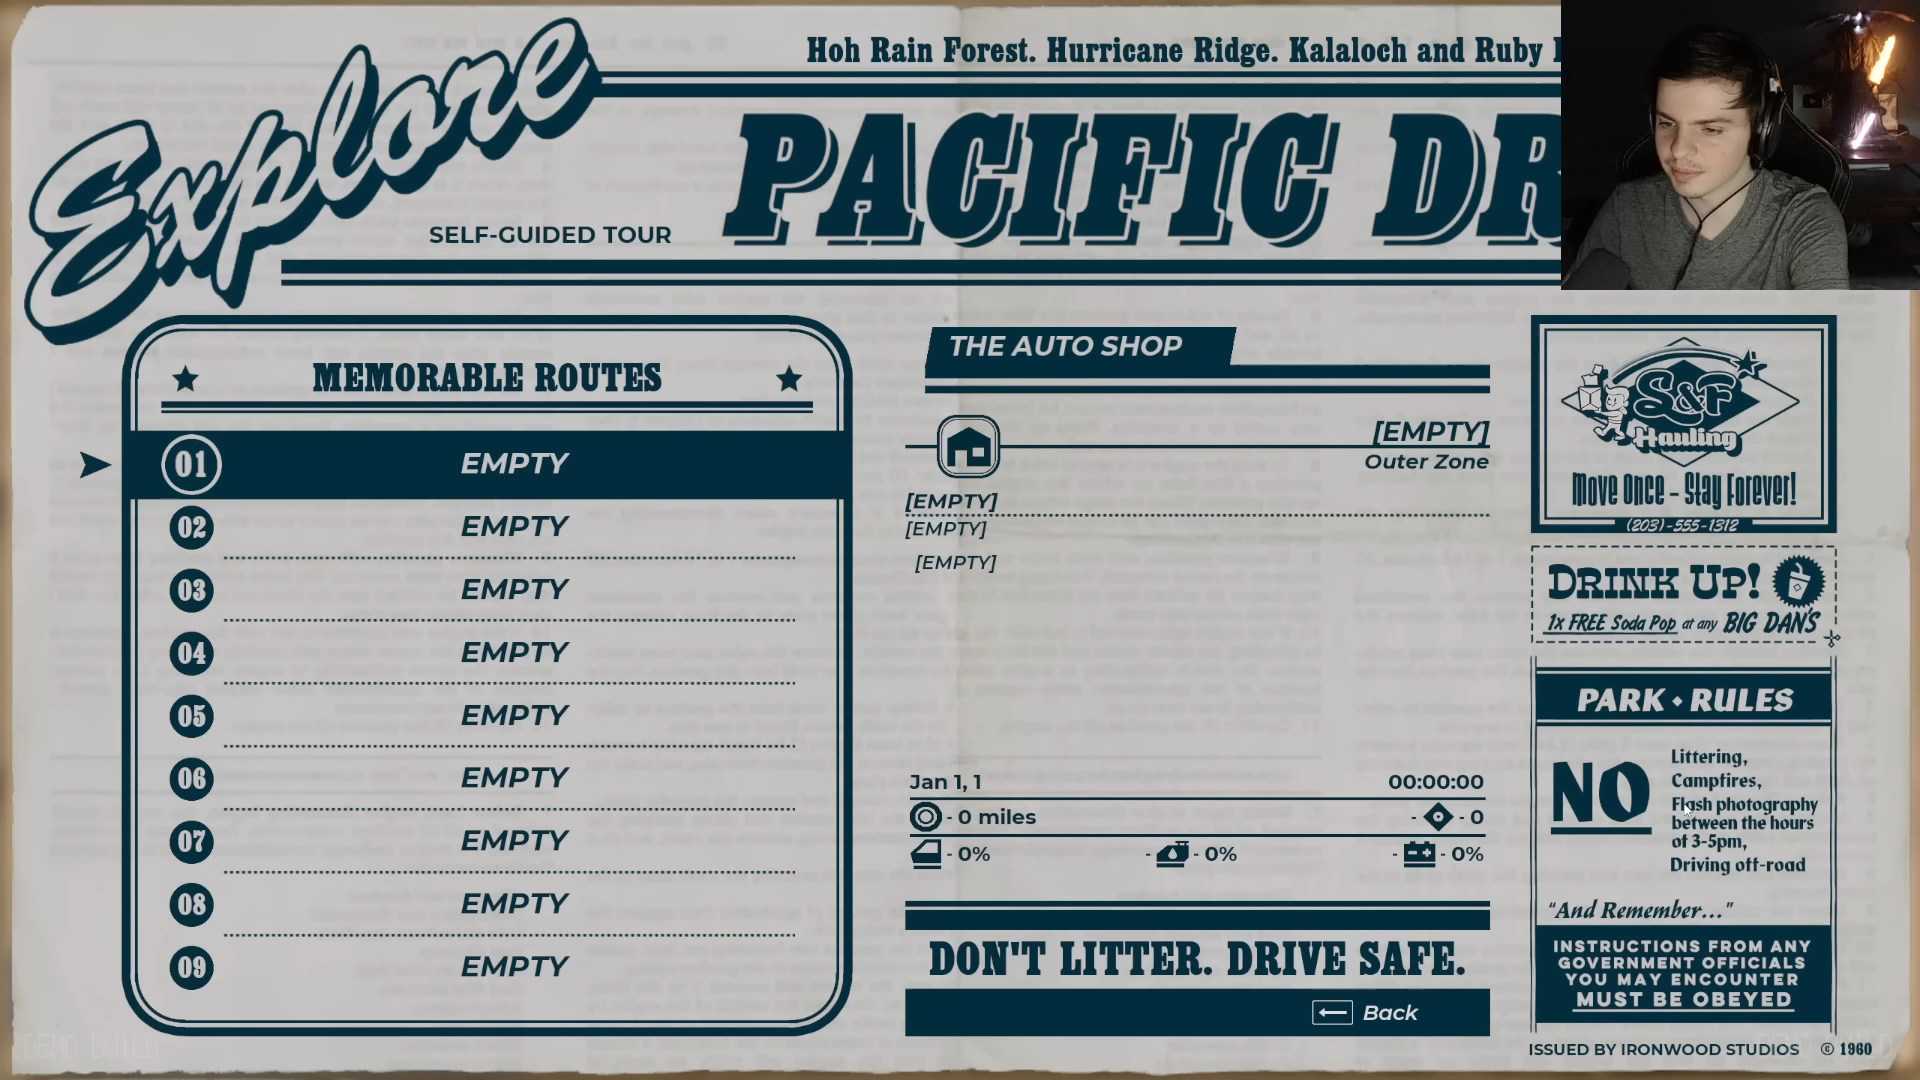 Explore
SELF-GUIDED TOUR
Hoh Rain Forest. Hurricane Ridge. Kalaloch and Ruby
PACIFIC DR
MEMORABLE ROUTES
01 EMPTY
02 EMPTY
03 EMPTY
04 EMPTY
05 EMPTY
06 EMPTY
07 EMPTY
08 EMPTY
09 EMPTY
THE AUTO SHOP
[EMPTY]
Outer Zone
[EMPTY]
[EMPTY]
[EMPTY]
Jan 1, 1 00:00:00
- 0 miles - - 0
- 0% - - 0% - - 0%
DON'T LITTER. DRIVE SAFE.
Back
S&F
Hauling
Move Once - Stay Forever!
(203)-555-1312
DRINK UP!
1x FREE Soda Pop at any BIG DAN'S
PARK • RULES
NO
Littering,
Campfires,
Flash photography
between the hours
of 3-5pm,
Driving off-road
"And Remember..."
INSTRUCTIONS FROM ANY
GOVERNMENT OFFICIALS
YOU MAY ENCOUNTER
MUST BE OBEYED
ISSUED BY IRONWOOD STUDIOS © 1960
DEMO BUILD